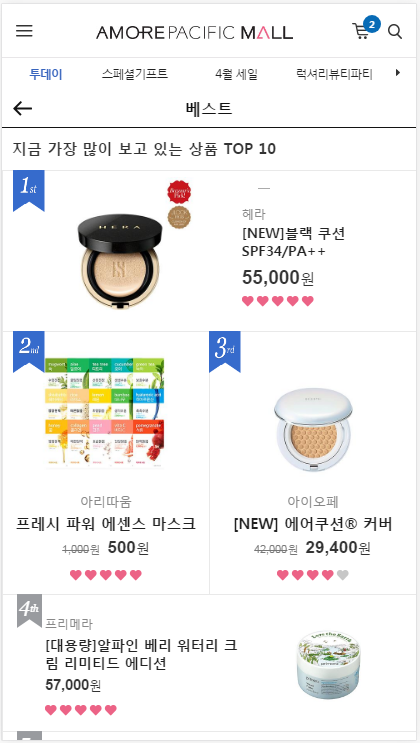 AMOREPACIFIC MALL
2
투데이 스페셜기프트 4월 세일 럭셔리뷰티파티
베스트
지금 가장 많이 보고 있는 상품 TOP 10
1st
HERA
헤라
[NEW]블랙 쿠션
SPF34/PA++
55,000원
2nd
3rd
아리따움
프레시 파워 에센스 마스크
1,000원 500원
아이오페
[NEW] 에어쿠션® 커버
42,000원 29,400원
4th
프리메라
[대용량]알파인 베리 워터리 크
림 리미티드 에디션
57,000원